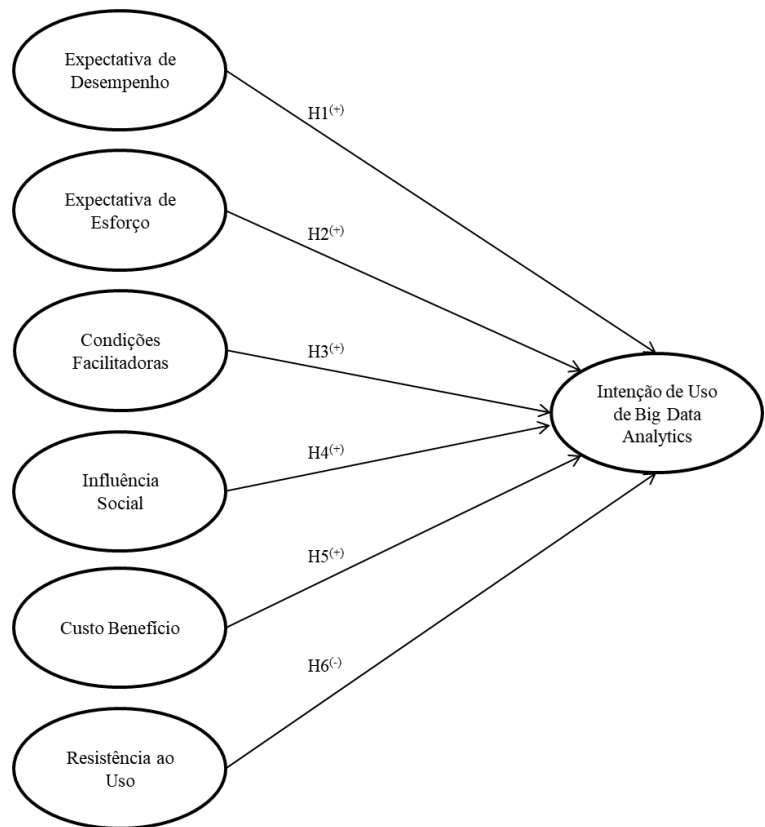 Expectativa de
Desempenho
H1(+)
Expectativa de
Esforço
H2(+)
Condições
Facilitadoras
H3(+)
Intenção de Uso
de Big Data
Analytics
Influência
Social
H4(+)
Custo Benefício
H5(+)
Resistência ao
Uso
H6(-)